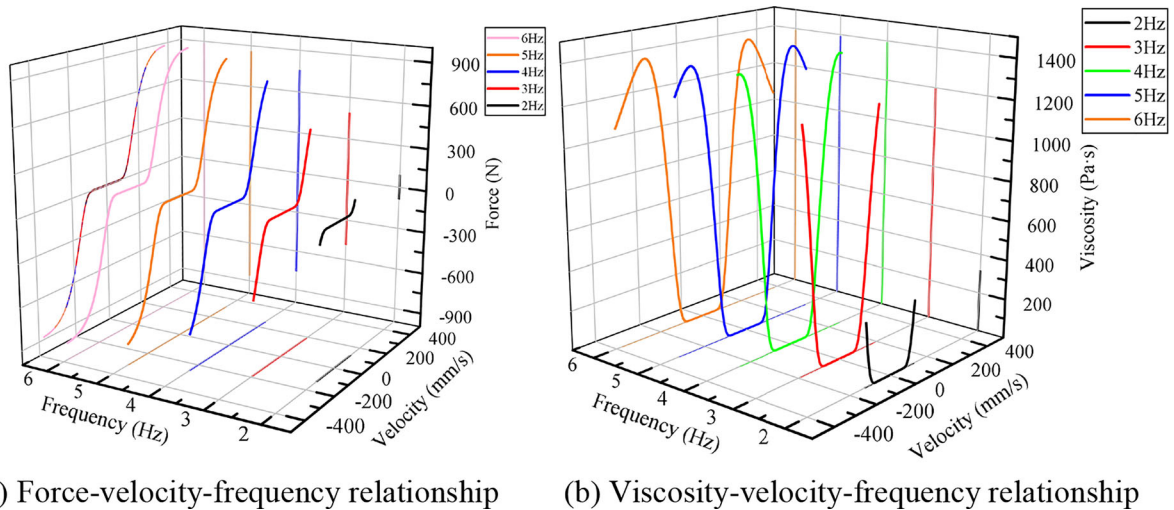 6Hz
5Hz
4Hz
3Hz
2Hz
900
600
300
0
-300
-600
-900
Force (N)
400
200
0
-200
-400
Velocity (mm/s)
6
5
4
3
2
Frequency (Hz)
) Force-velocity-frequency relationship
2Hz
3Hz
4Hz
5Hz
6Hz
1400
1200
1000
800
600
400
200
Viscosity (Pa·s)
400
200
0
-200
-400
Velocity (mm/s)
6
5
4
3
2
Frequency (Hz)
(b) Viscosity-velocity-frequency relationship